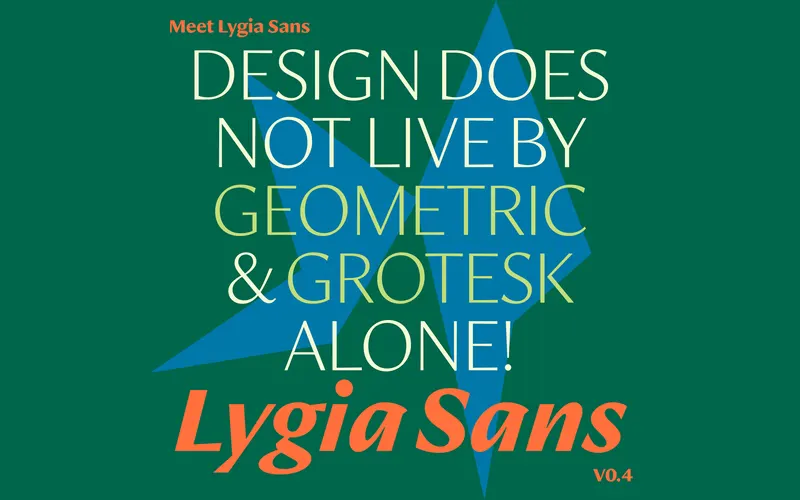 Meet Lygia Sans
DESIGN DOES
NOT LIVE BY
GEOMETRIC
& GROTESK
ALONE!
Lygia Sans
V0.4